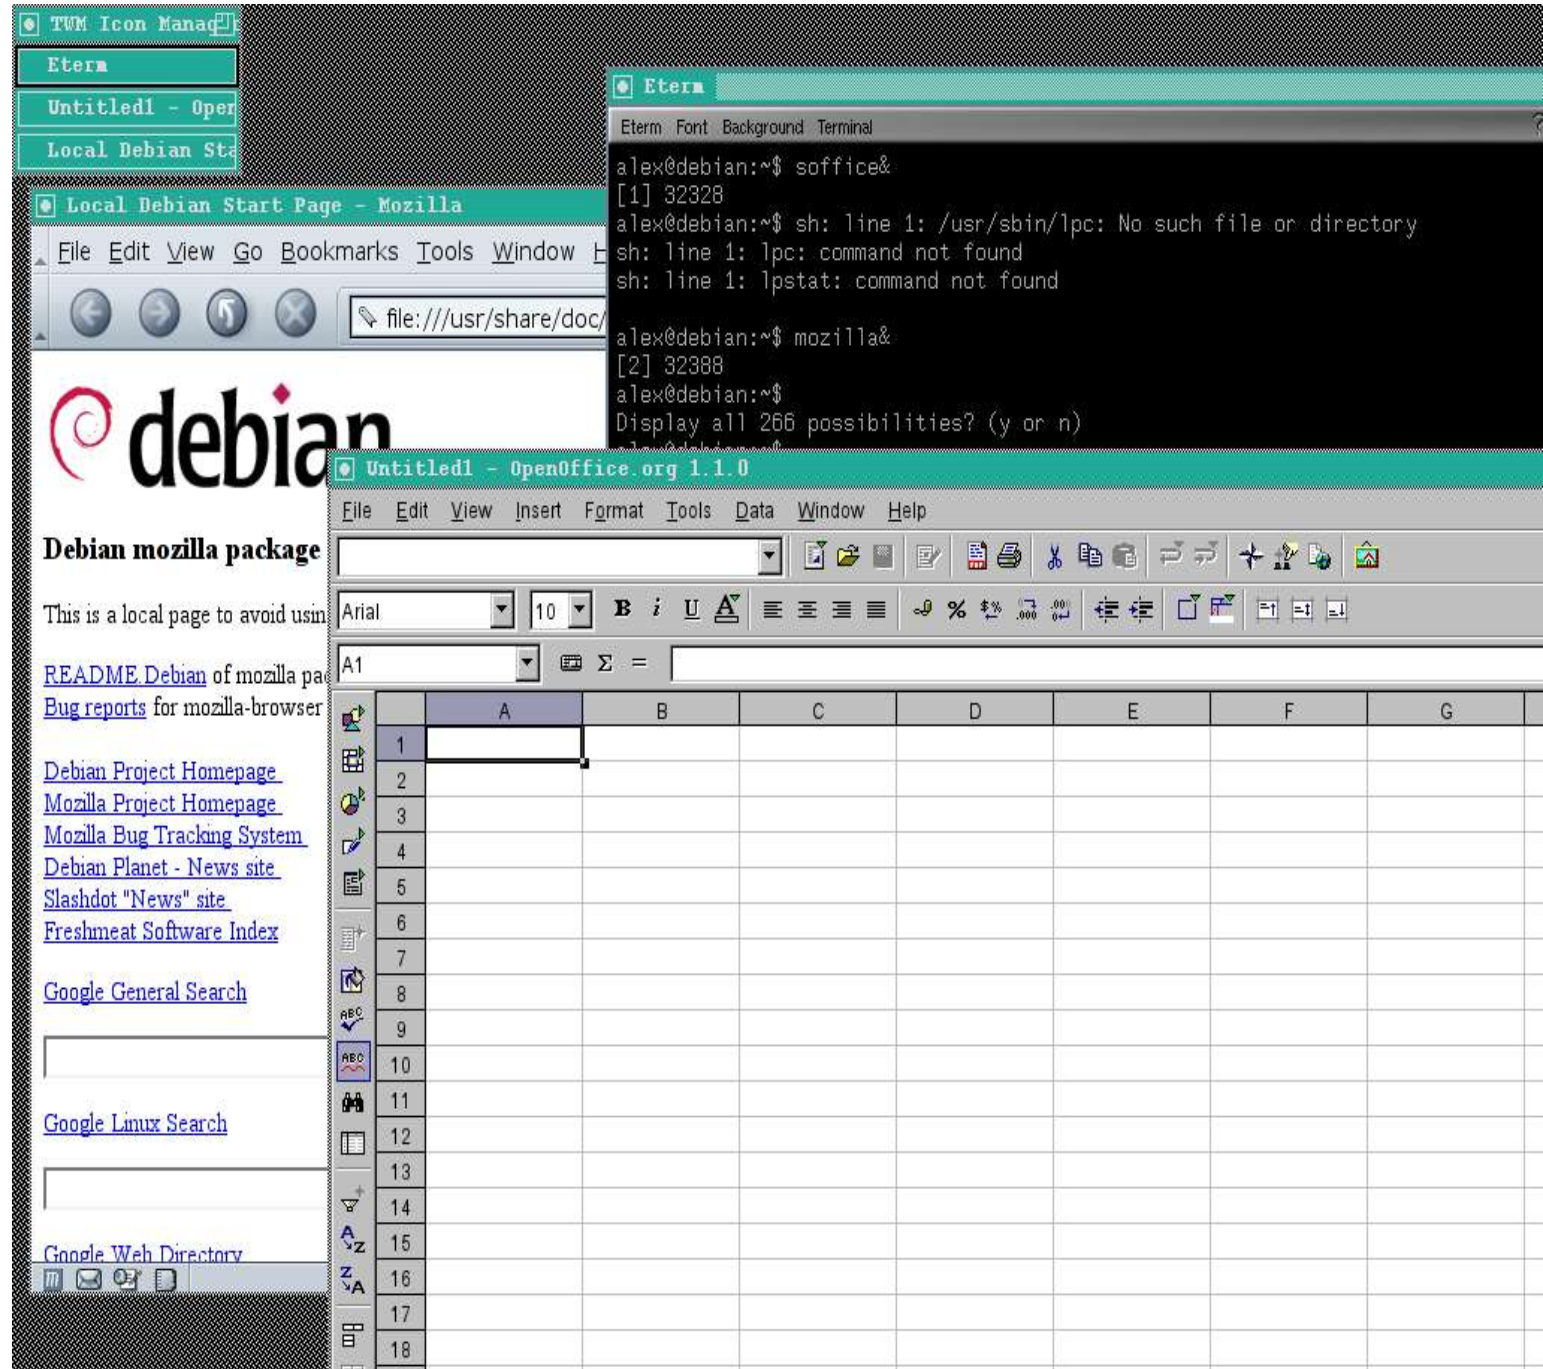 TWM Icon Manag
Eterm
Untitled1 - Oper
Local Debian Sta
Eterm
Eterm Font Background Terminal ?
alex@debian:~$ soffice&
[1] 32328
alex@debian:~$ sh: line 1: /usr/sbin/lpc: No such file or directory
sh: line 1: lpc: command not found
sh: line 1: lpstat: command not found
alex@debian:~$ mozilla&
[2] 32388
alex@debian:~$
Display all 266 possibilities? (y or n)
alex@debian:~$
Local Debian Start Page - Mozilla
File Edit View Go Bookmarks Tools Window H
file:///usr/share/doc/
debian
Debian mozilla package
This is a local page to avoid usin
README.Debian of mozilla pac
Bug reports for mozilla-browser
Debian Project Homepage
Mozilla Project Homepage
Mozilla Bug Tracking System
Debian Planet - News site
Slashdot "News" site
Freshmeat Software Index
Google General Search
Google Linux Search
Google Web Directory
Untitled1 - OpenOffice.org 1.1.0
File Edit View Insert Format Tools Data Window Help
Arial 10 B i U A % $% .000 .00
A1 Σ =
A B C D E F G
1
2
3
4
5
6
7
8
9
10
11
12
13
14
15
16
17
18
ABC
ABC
A Z
Z A